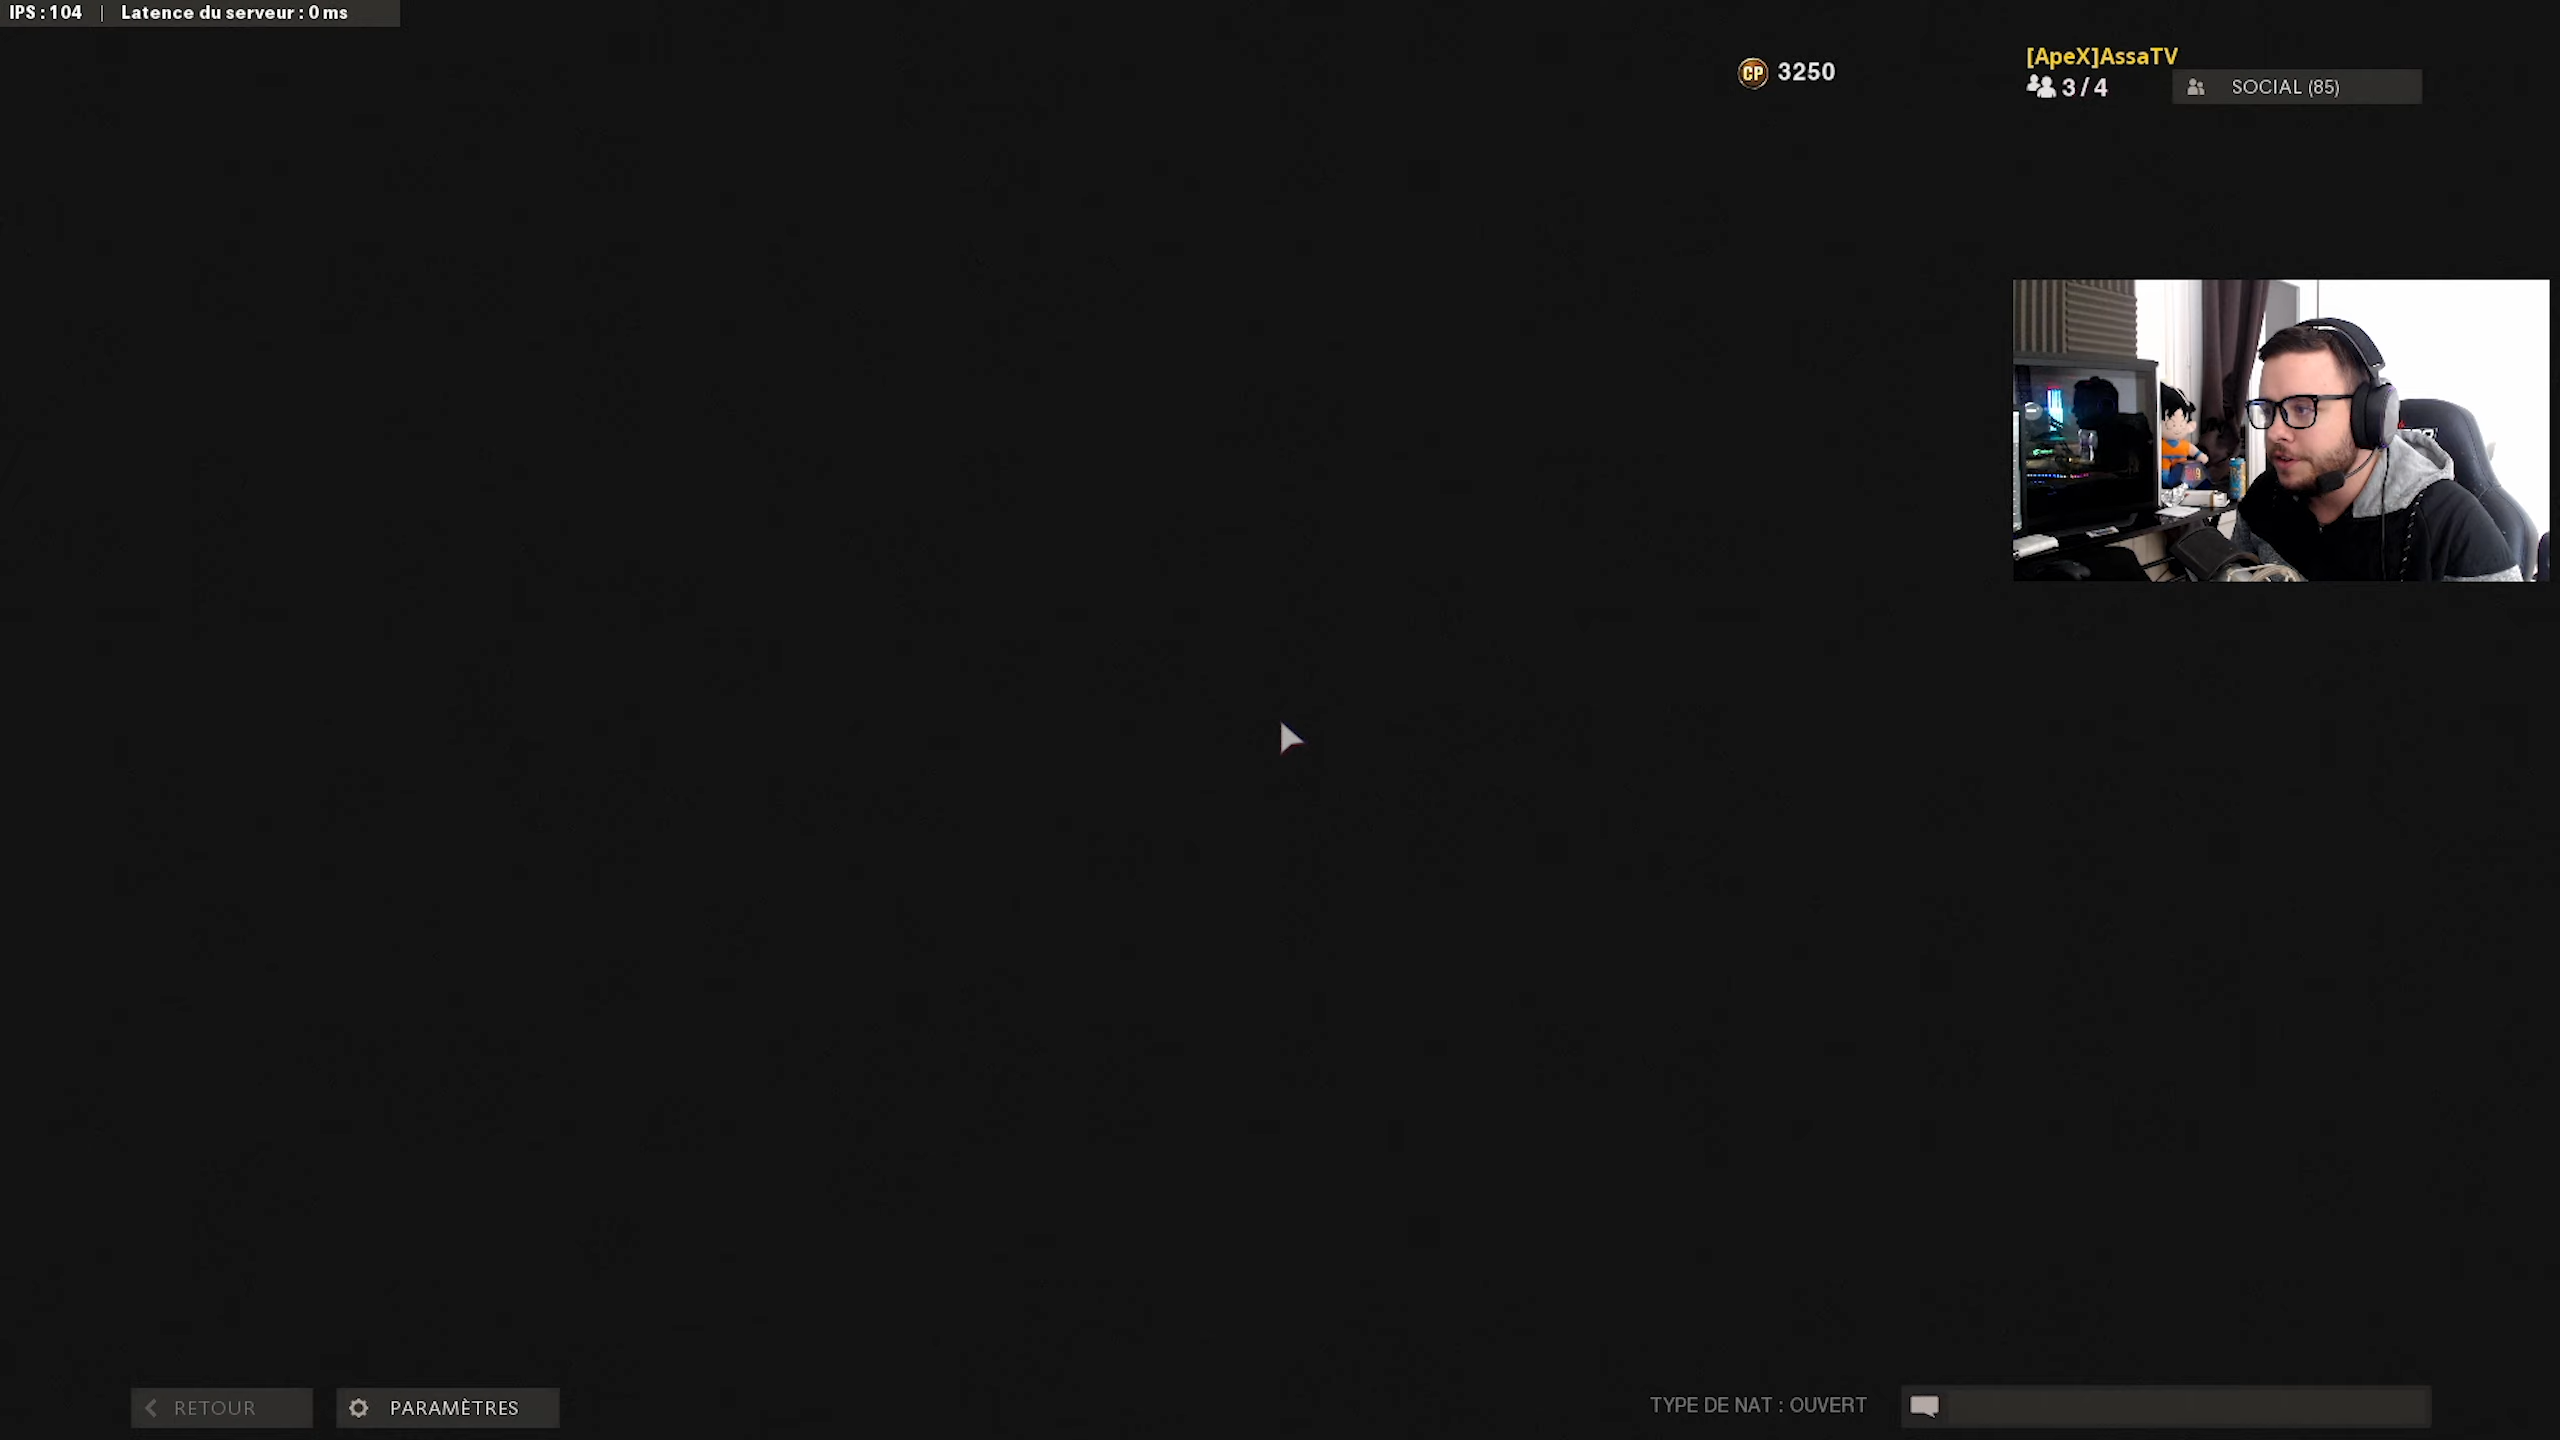 IPS : 104 | Latence du serveur : 0 ms
CP 3250
[ApeX]AssaTV
3 / 4
SOCIAL (85)
RETOUR
PARAMÈTRES
TYPE DE NAT : OUVERT